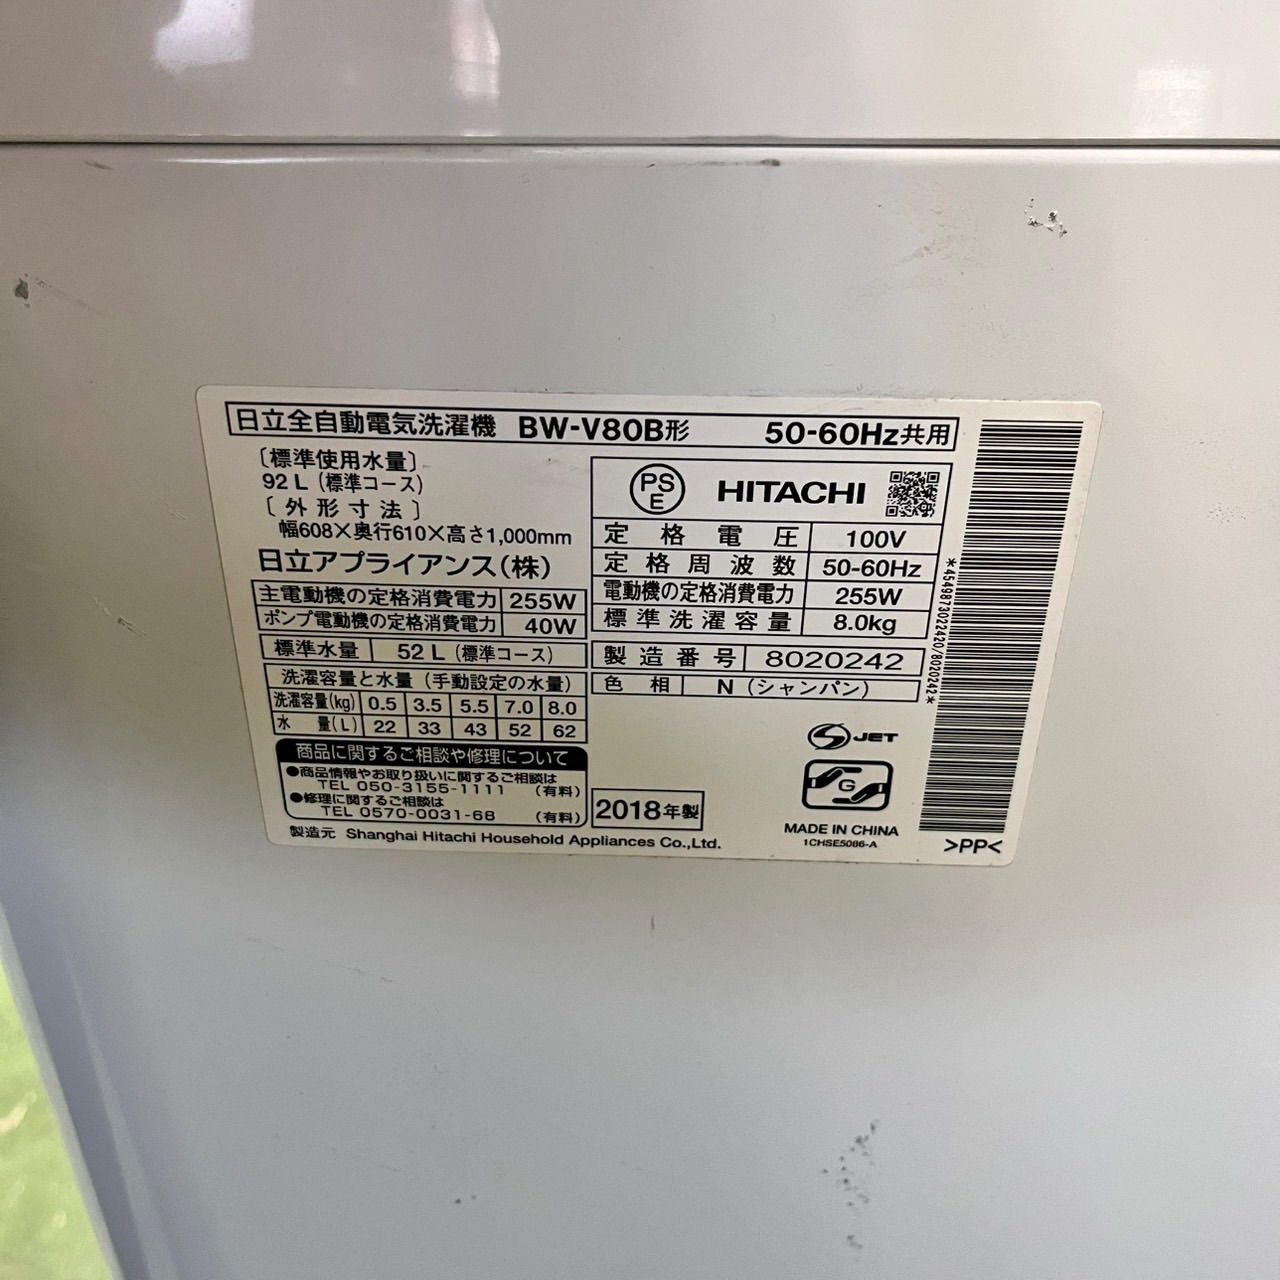 日立全自動電気洗濯機 BW-V80B形 50-60Hz共用
〔標準使用水量〕
92 L (標準コース)
〔外形寸法〕
幅608×奥行610×高さ1,000mm
日立アプライアンス(株)
主電動機の定格消費電力 255W
ポンプ電動機の定格消費電力 40W
標準水量 52 L (標準コース)
洗濯容量と水量 (手動設定の水量)
洗濯容量(kg) 0.5 3.5 5.5 7.0 8.0
水量(L) 22 33 43 52 62
商品に関するご相談や修理について
●商品情報やお取り扱いに関するご相談は
TEL 050-3155-1111 (有料)
●修理に関するご相談は
TEL 0570-0031-68 (有料)
製造元 Shanghai Hitachi Household Appliances Co.,Ltd.
PS
E
HITACHI
定格電圧 100V
定格周波数 50-60Hz
電動機の定格消費電力 255W
標準洗濯容量 8.0kg
製造番号 8020242
色相 N (シャンパン)
S JET
G
2018年製
MADE IN CHINA
1CHSE5086-A
*4549873022420/8020242*
>PP<